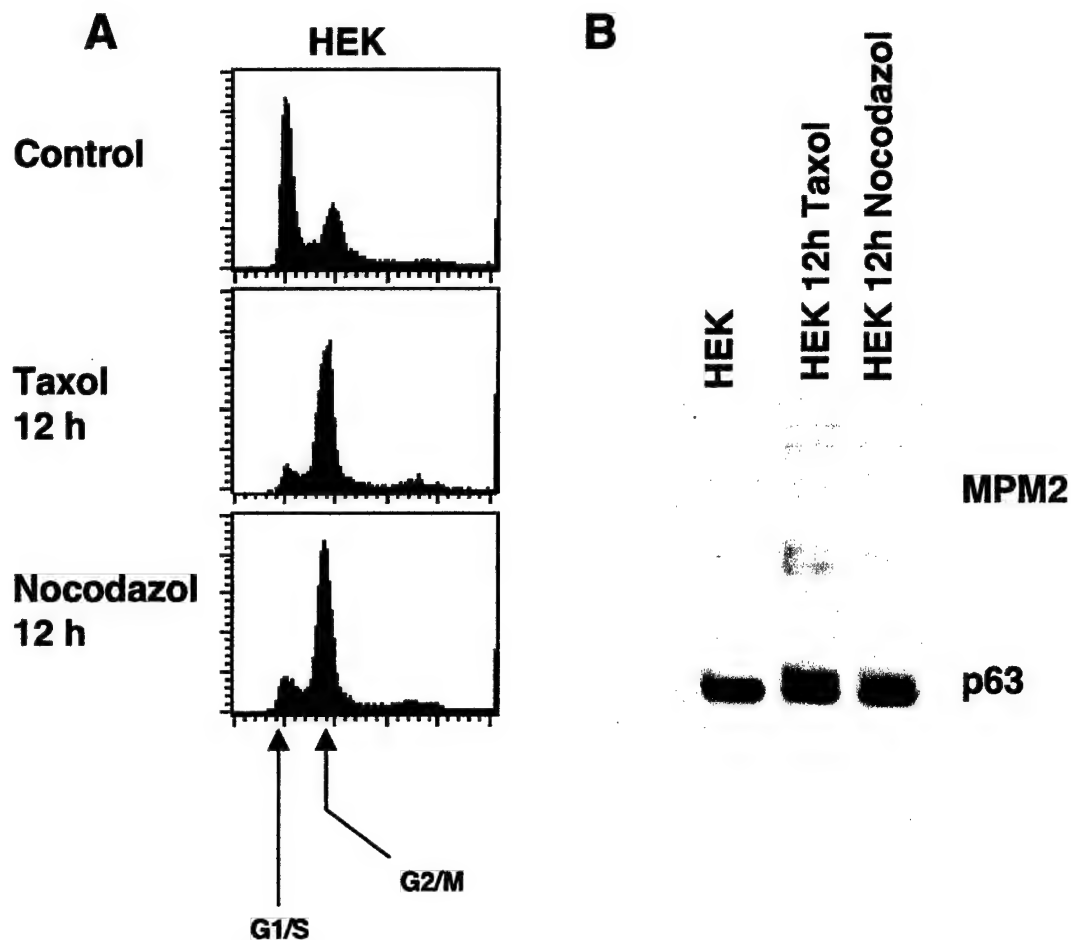 A
HEK
Control
Taxol
12 h
Nocodazol
12 h
G2/M
G1/S
B
HEK
HEK 12h Taxol
HEK 12h Nocodazol
MPM2
p63